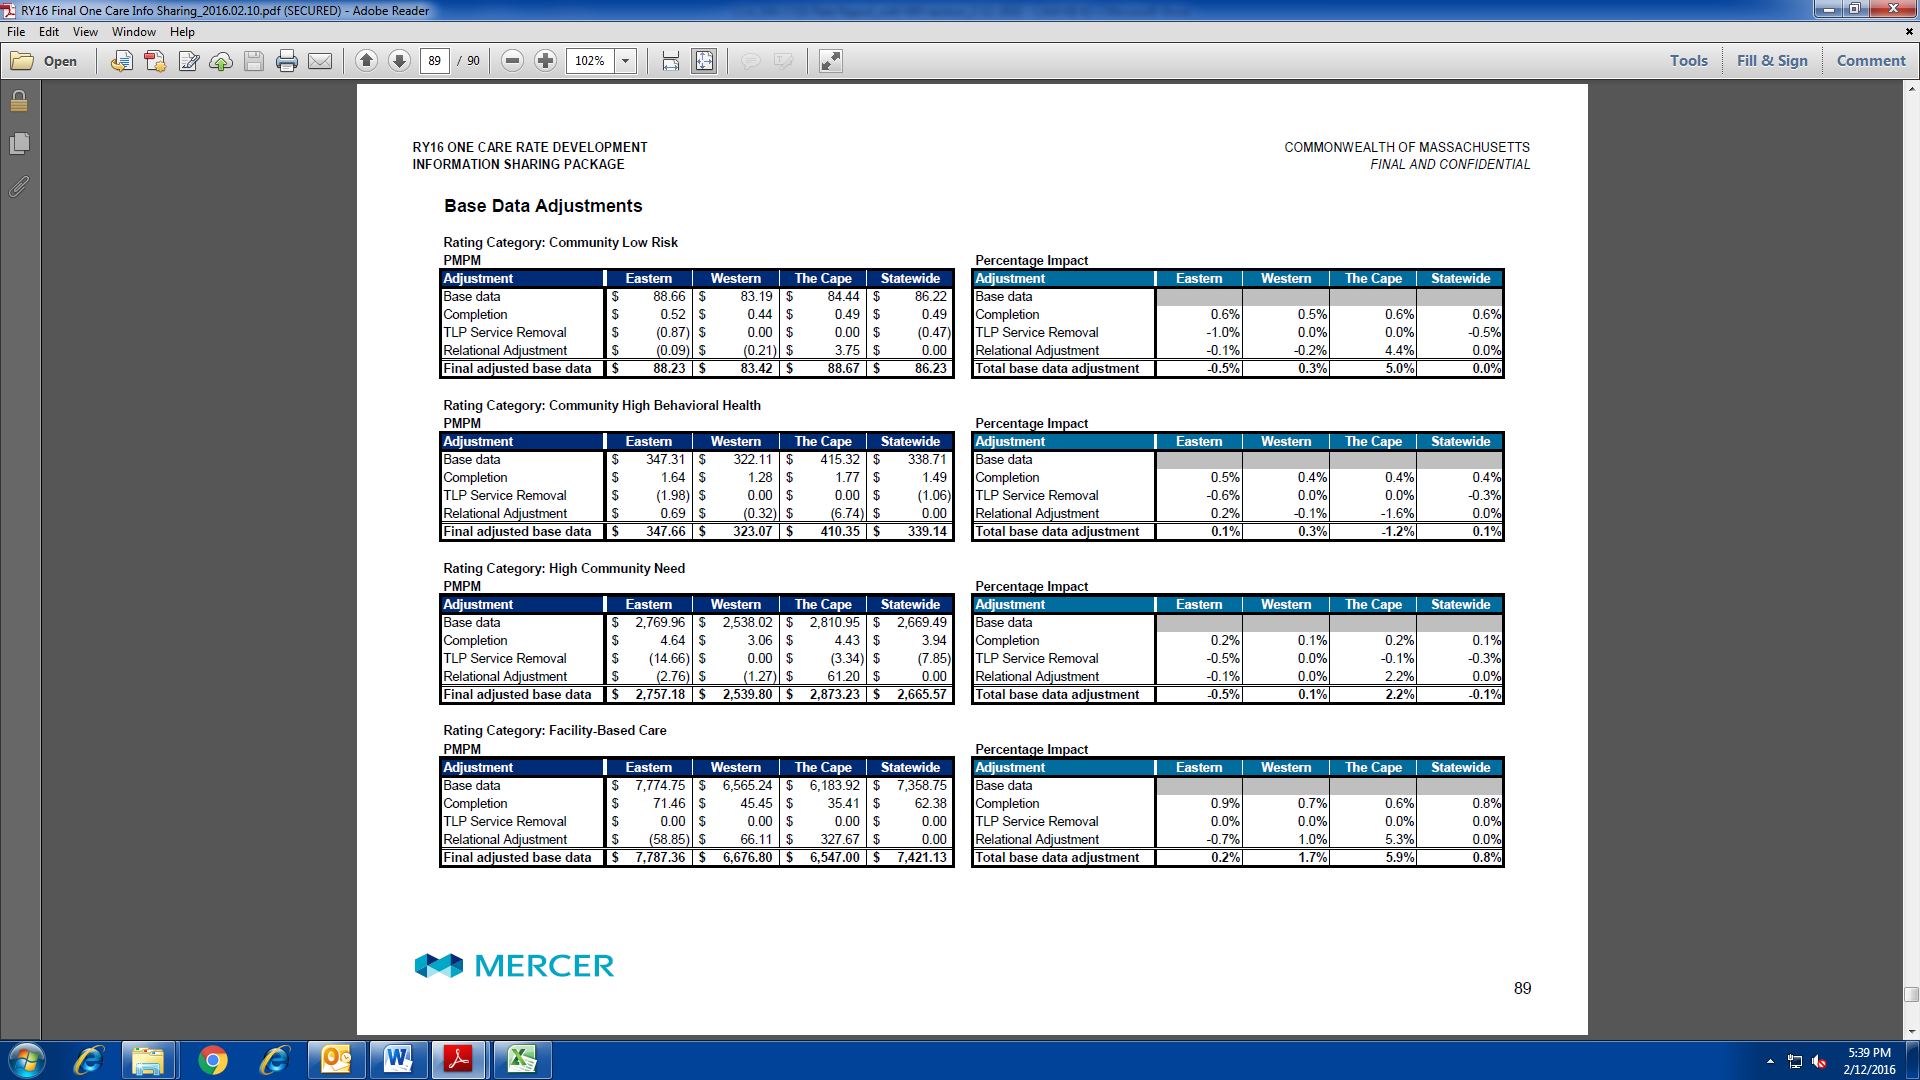 RY16 Final One Care Info Sharing_2016.02.10.pdf (SECURED) - Adobe Reader
File Edit View Window Help
Open 89 / 90 102% Tools Fill & Sign Comment
RY16 ONE CARE RATE DEVELOPMENT COMMONWEALTH OF MASSACHUSETTS
INFORMATION SHARING PACKAGE FINAL AND CONFIDENTIAL
Base Data Adjustments
Rating Category: Community Low Risk
PMPM Percentage Impact
Adjustment Eastern Western The Cape Statewide Adjustment Eastern Western The Cape Statewide
Base data $ 88.66 $ 83.19 $ 84.44 $ 86.22 Base data
Completion $ 0.52 $ 0.44 $ 0.49 $ 0.49 Completion 0.6% 0.5% 0.6% 0.6%
TLP Service Removal $ (0.87) $ 0.00 $ 0.00 $ (0.47) TLP Service Removal -1.0% 0.0% 0.0% -0.5%
Relational Adjustment $ (0.09) $ (0.21) $ 3.75 $ 0.00 Relational Adjustment -0.1% -0.2% 4.4% 0.0%
Final adjusted base data $ 88.23 $ 83.42 $ 88.67 $ 86.23 Total base data adjustment -0.5% 0.3% 5.0% 0.0%
Rating Category: Community High Behavioral Health
PMPM Percentage Impact
Adjustment Eastern Western The Cape Statewide Adjustment Eastern Western The Cape Statewide
Base data $ 347.31 $ 322.11 $ 415.32 $ 338.71 Base data
Completion $ 1.64 $ 1.28 $ 1.77 $ 1.49 Completion 0.5% 0.4% 0.4% 0.4%
TLP Service Removal $ (1.98) $ 0.00 $ 0.00 $ (1.06) TLP Service Removal -0.6% 0.0% 0.0% -0.3%
Relational Adjustment $ 0.69 $ (0.32) $ (6.74) $ 0.00 Relational Adjustment 0.2% -0.1% -1.6% 0.0%
Final adjusted base data $ 347.66 $ 323.07 $ 410.35 $ 339.14 Total base data adjustment 0.1% 0.3% -1.2% 0.1%
Rating Category: High Community Need
PMPM Percentage Impact
Adjustment Eastern Western The Cape Statewide Adjustment Eastern Western The Cape Statewide
Base data $ 2,769.96 $ 2,538.02 $ 2,810.95 $ 2,669.49 Base data
Completion $ 4.64 $ 3.06 $ 4.43 $ 3.94 Completion 0.2% 0.1% 0.2% 0.1%
TLP Service Removal $ (14.66) $ 0.00 $ (3.34) $ (7.85) TLP Service Removal -0.5% 0.0% -0.1% -0.3%
Relational Adjustment $ (2.76) $ (1.27) $ 61.20 $ 0.00 Relational Adjustment -0.1% 0.0% 2.2% 0.0%
Final adjusted base data $ 2,757.18 $ 2,539.80 $ 2,873.23 $ 2,665.57 Total base data adjustment -0.5% 0.1% 2.2% -0.1%
Rating Category: Facility-Based Care
PMPM Percentage Impact
Adjustment Eastern Western The Cape Statewide Adjustment Eastern Western The Cape Statewide
Base data $ 7,774.75 $ 6,565.24 $ 6,183.92 $ 7,358.75 Base data
Completion $ 71.46 $ 45.45 $ 35.41 $ 62.38 Completion 0.9% 0.7% 0.6% 0.8%
TLP Service Removal $ 0.00 $ 0.00 $ 0.00 $ 0.00 TLP Service Removal 0.0% 0.0% 0.0% 0.0%
Relational Adjustment $ (58.85) $ 66.11 $ 327.67 $ 0.00 Relational Adjustment -0.7% 1.0% 5.3% 0.0%
Final adjusted base data $ 7,787.36 $ 6,676.80 $ 6,547.00 $ 7,421.13 Total base data adjustment 0.2% 1.7% 5.9% 0.8%
MERCER
89
5:39 PM
2/12/2016